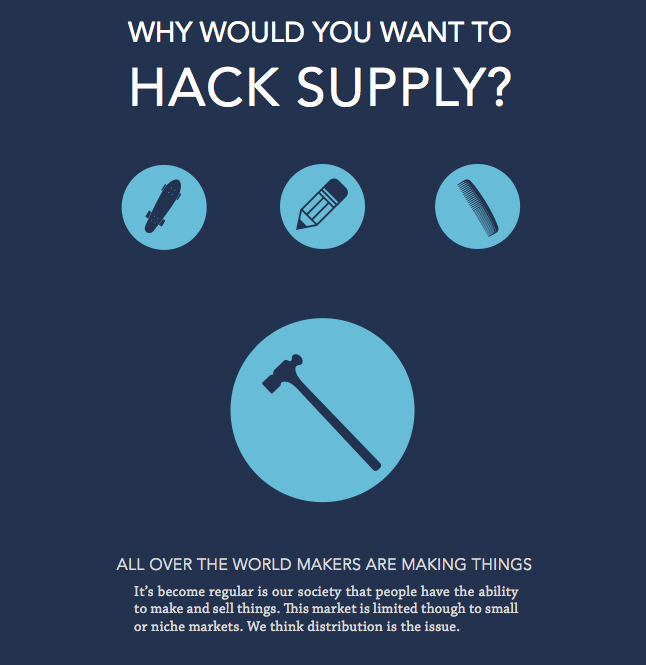 WHY WOULD YOU WANT TO
HACK SUPPLY?
ALL OVER THE WORLD MAKERS ARE MAKING THINGS
It's become regular is our society that people have the ability
to make and sell things. This market is limited though to small
or niche markets. We think distribution is the issue.